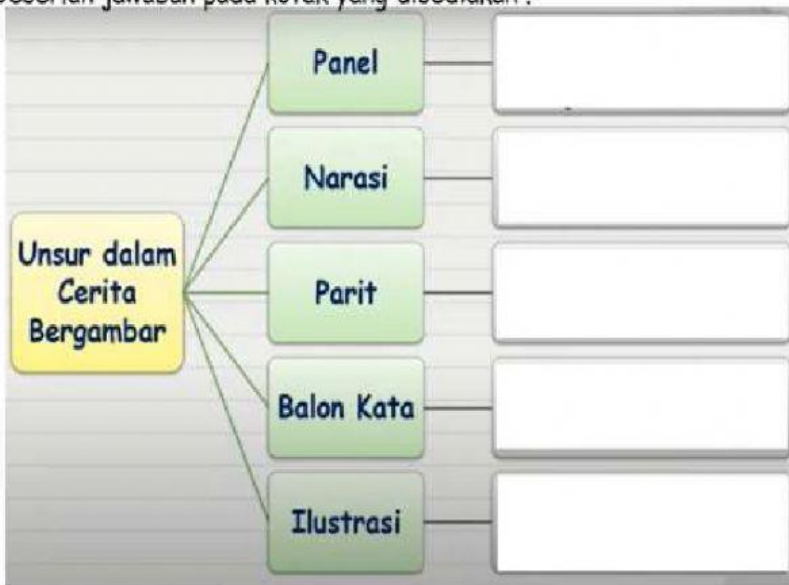 Panel
Narasi
Unsur dalam
Cerita
Bergambar
Parit
Balon Kata
Ilustrasi